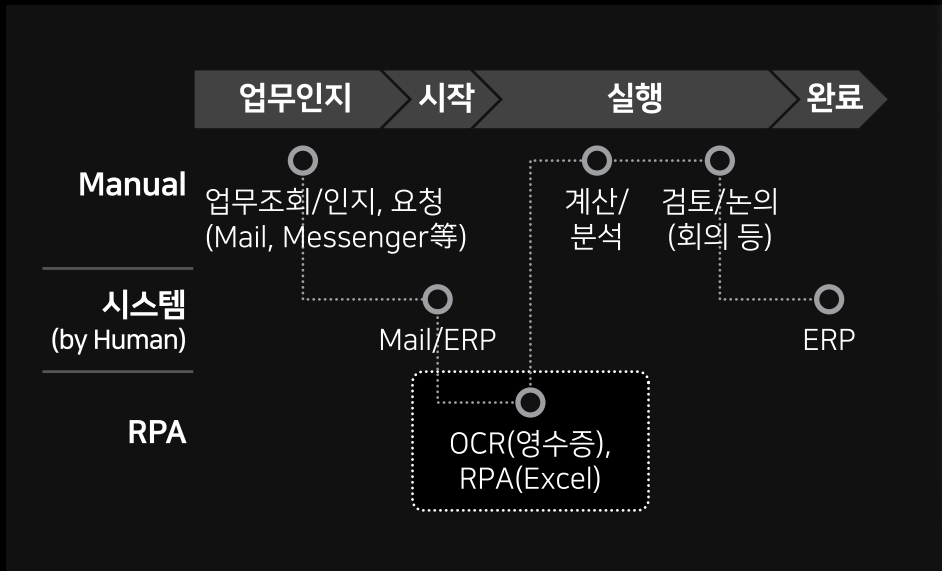 업무인지 시작 실행 완료
Manual
업무조회/인지, 요청
(Mail, Messenger等)
계산/
분석
검토/논의
(회의 등)
시스템
(by Human)
Mail/ERP
ERP
RPA
OCR(영수증),
RPA(Excel)